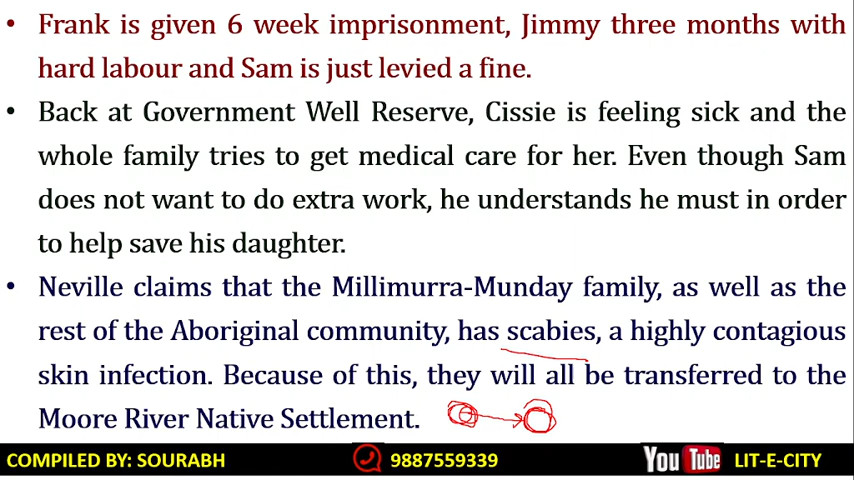 • Frank is given 6 week imprisonment, Jimmy three months with
hard labour and Sam is just levied a fine.
• Back at Government Well Reserve, Cissie is feeling sick and the
whole family tries to get medical care for her. Even though Sam
does not want to do extra work, he understands he must in order
to help save his daughter.
• Neville claims that the Millimurra-Munday family, as well as the
rest of the Aboriginal community, has scabies, a highly contagious
skin infection. Because of this, they will all be transferred to the
Moore River Native Settlement.
COMPILED BY: SOURABH 9887559339 YouTube LIT-E-CITY